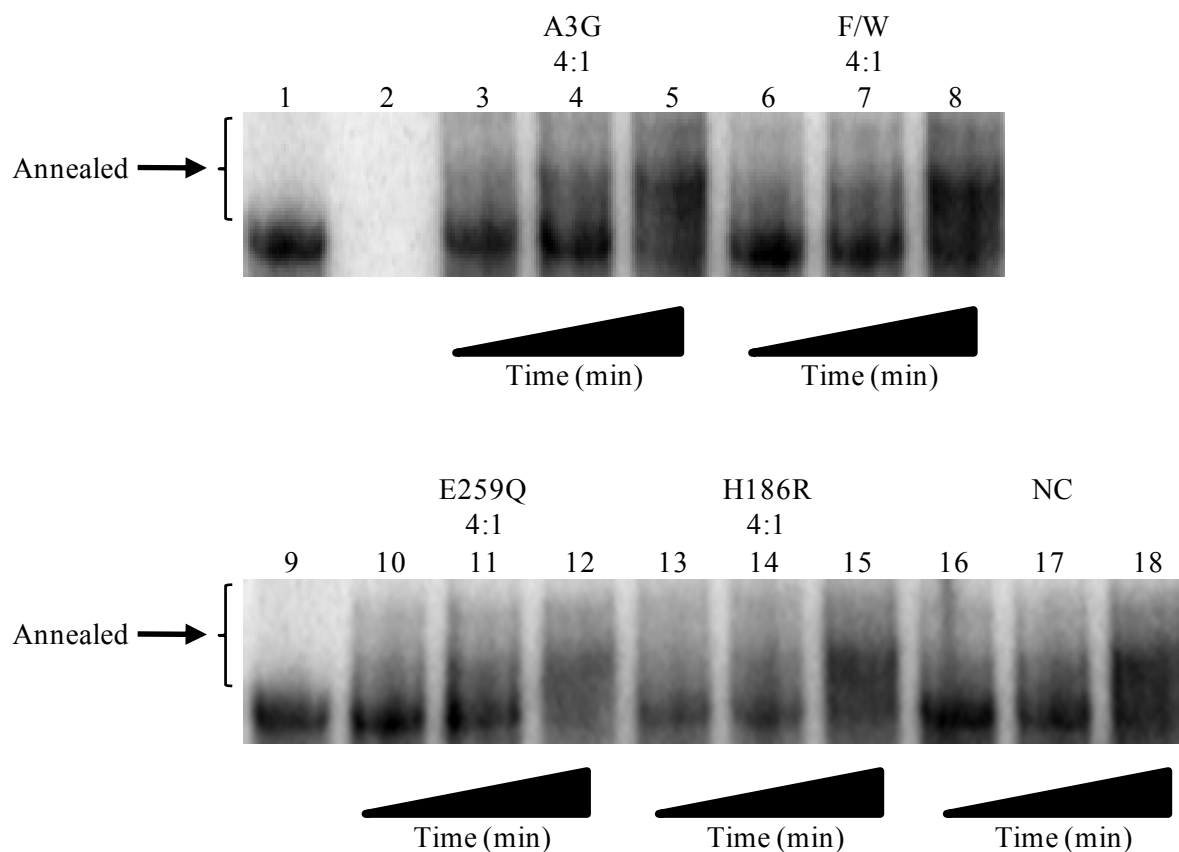 A3G F/W
4:1 4:1
1 2 3 4 5 6 7 8
Annealed
Time (min) Time (min)
E259Q H186R NC
4:1 4:1
9 10 11 12 13 14 15 16 17 18
Annealed
Time (min) Time (min) Time (min)